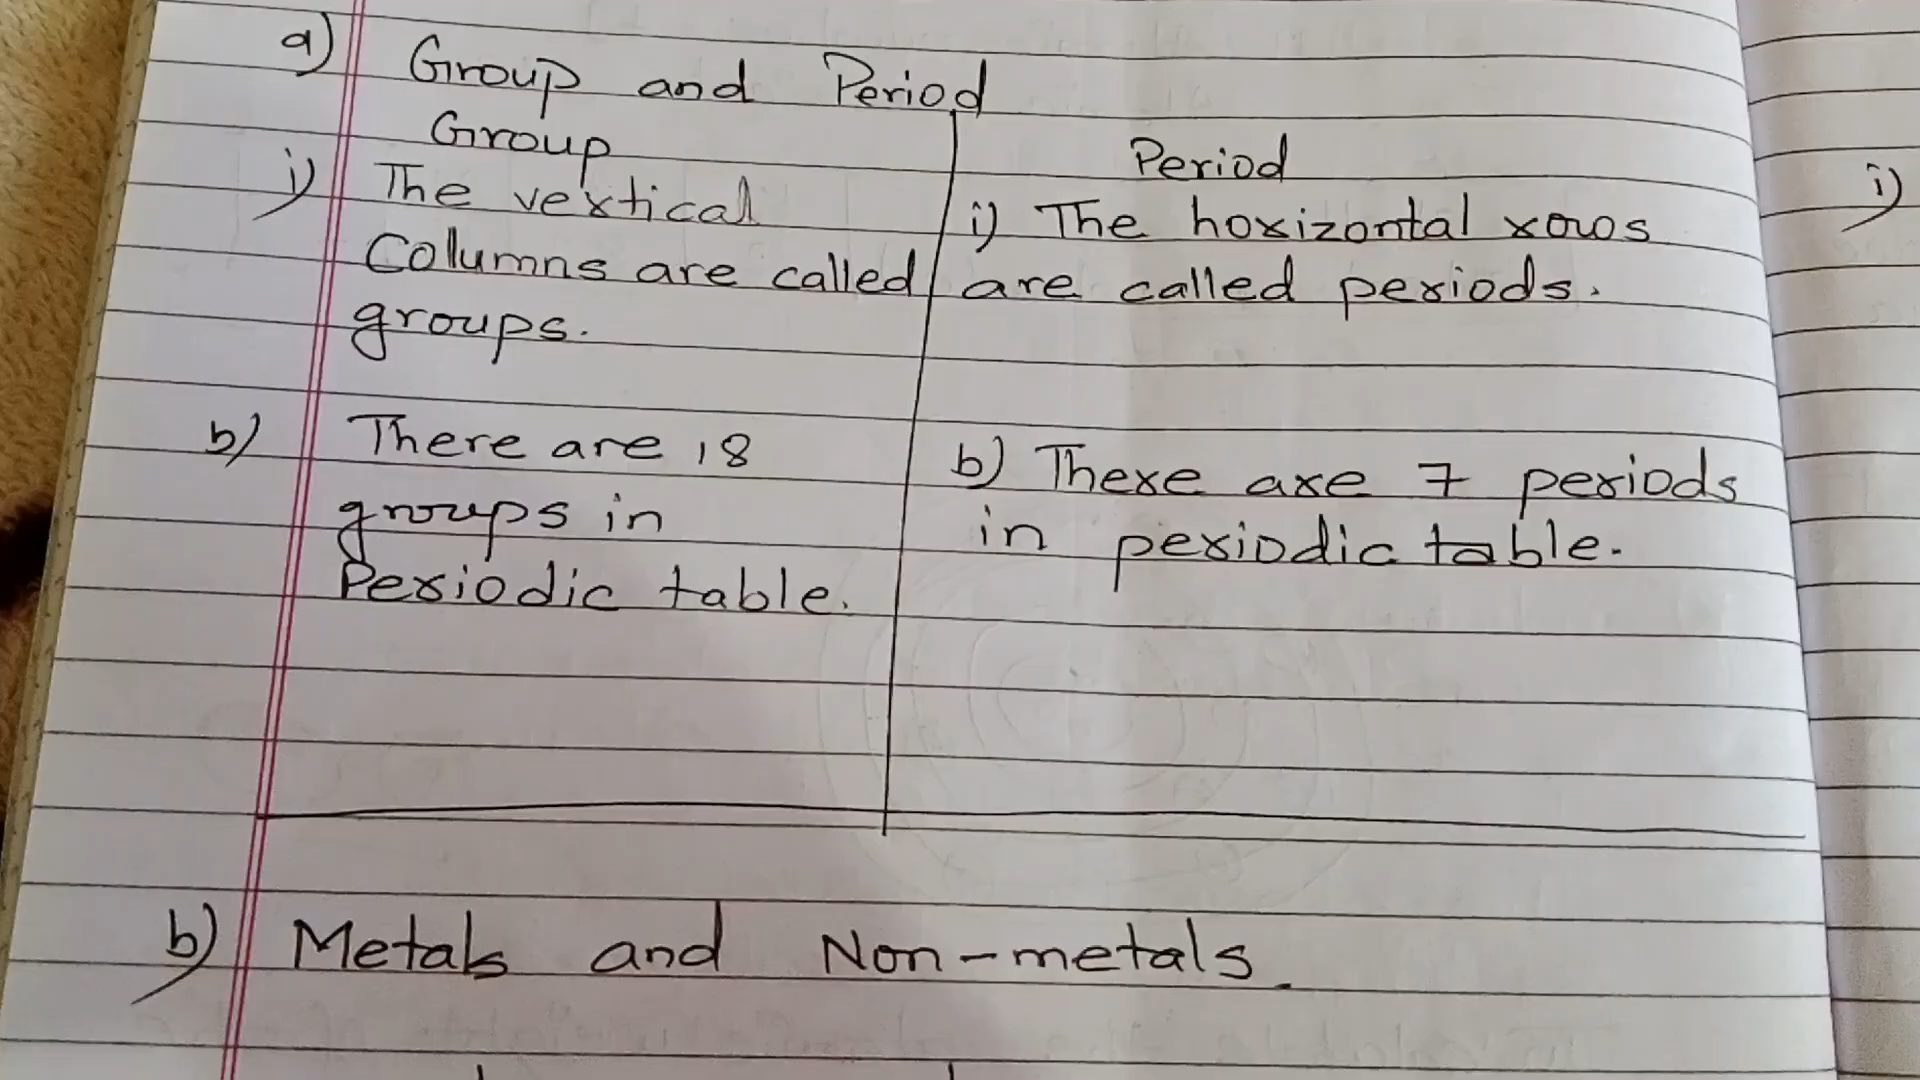 a) Group and Period
Group
i) The vertical
Columns are called
groups.
b) There are 18
groups in
Periodic table.
Period
i) The horizontal rows
are called periods.
b) There are 7 periods
in periodic table.
b) Metals and Non-metals.
i)